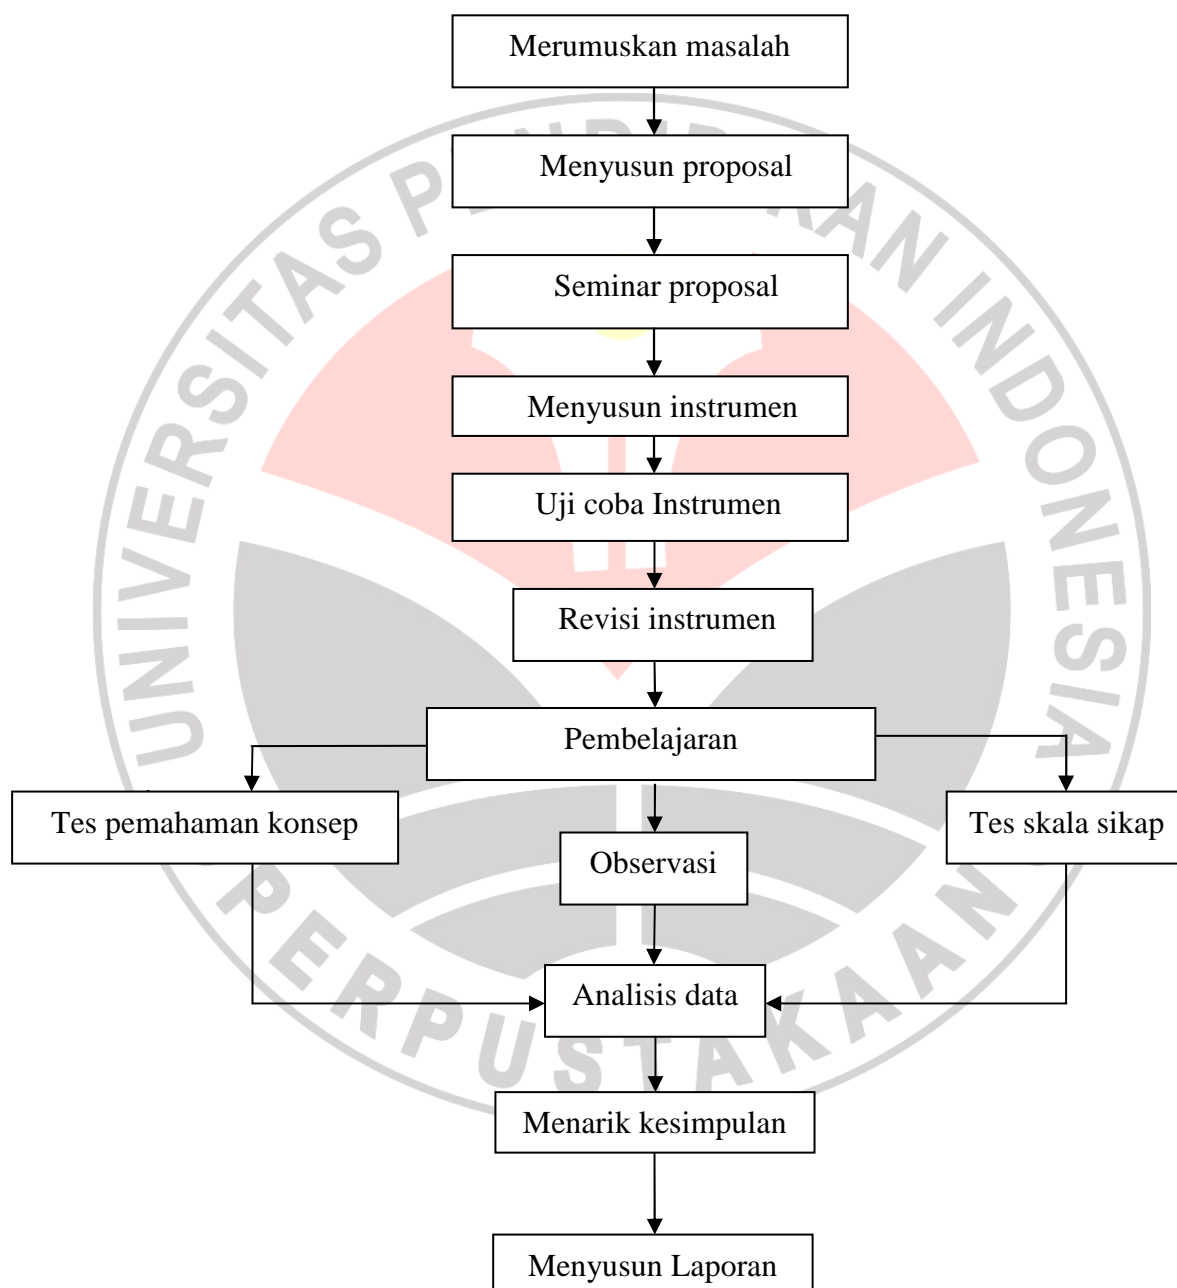 Merumuskan masalah
Menyusun proposal
Seminar proposal
Menyusun instrumen
Uji coba Instrumen
Revisi instrumen
Pembelajaran
Tes pemahaman konsep
Observasi
Tes skala sikap
Analisis data
Menarik kesimpulan
Menyusun Laporan
UNIVERSITAS PENDIDIKAN INDONESIA
PERPUSTAKAAN